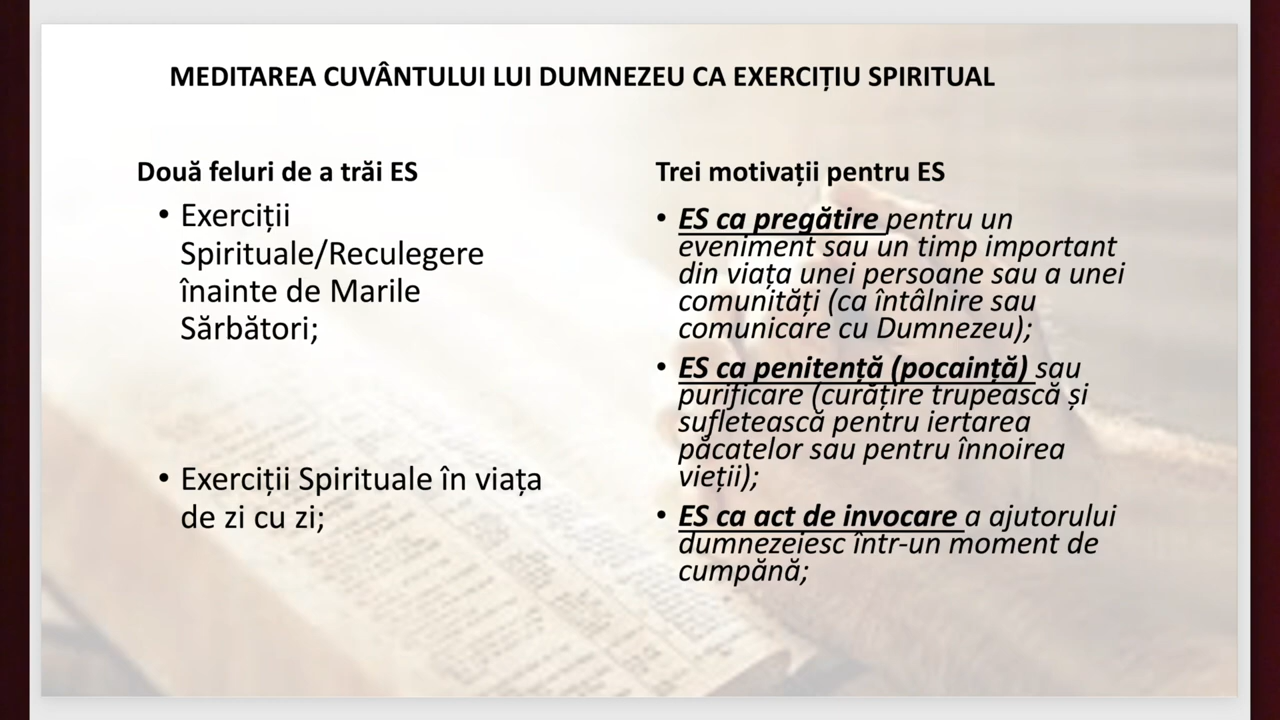 MEDITAREA CUVÂNTULUI LUI DUMNEZEU CA EXERCIȚIU SPIRITUAL
Două feluri de a trăi ES
• Exerciții
Spirituale/Reculegere
înainte de Marile
Sărbători;
• Exerciții Spirituale în viața
de zi cu zi;
Trei motivații pentru ES
• ES ca pregătire pentru un
eveniment sau un timp important
din viața unei persoane sau a unei
comunități (ca întâlnire sau
comunicare cu Dumnezeu);
• ES ca penitență (pocaință) sau
purificare (curățire trupească și
sufletească pentru iertarea
păcatelor sau pentru înnoirea
vieții);
• ES ca act de invocare a ajutorului
dumnezeiesc într-un moment de
cumpănă;